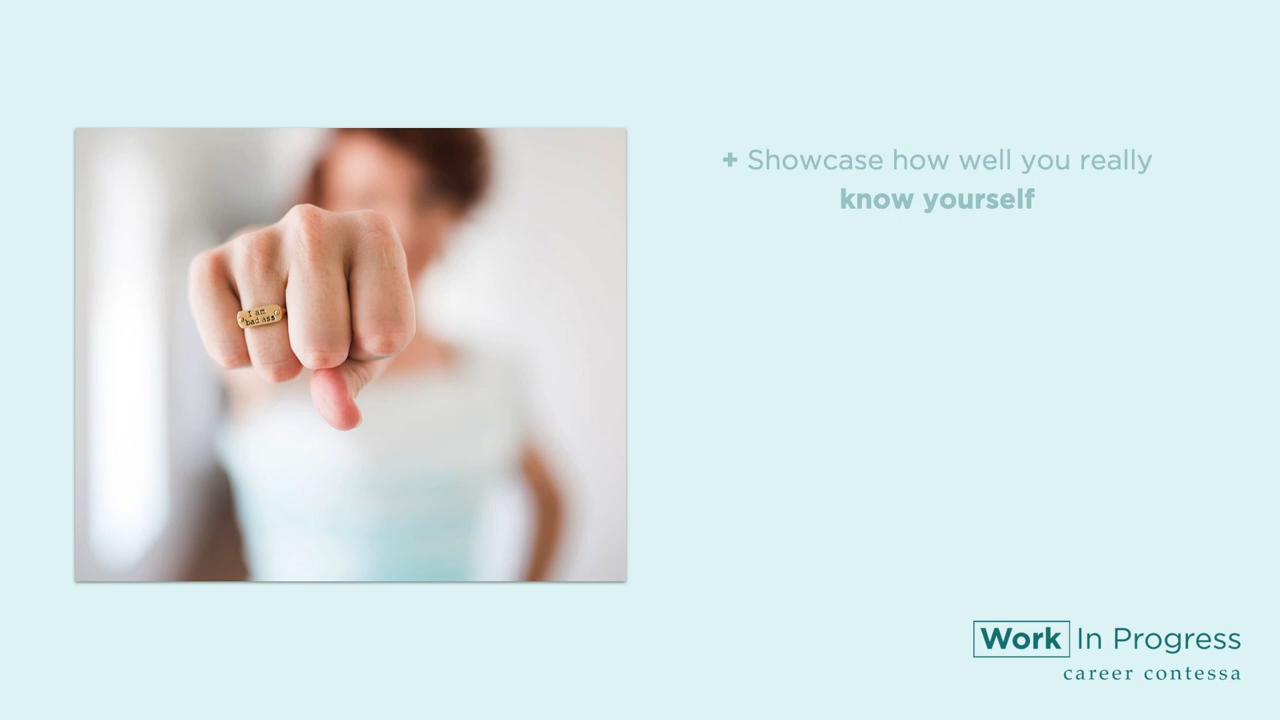 + Showcase how well you really
know yourself
I am
bad ass
Work In Progress
career contessa